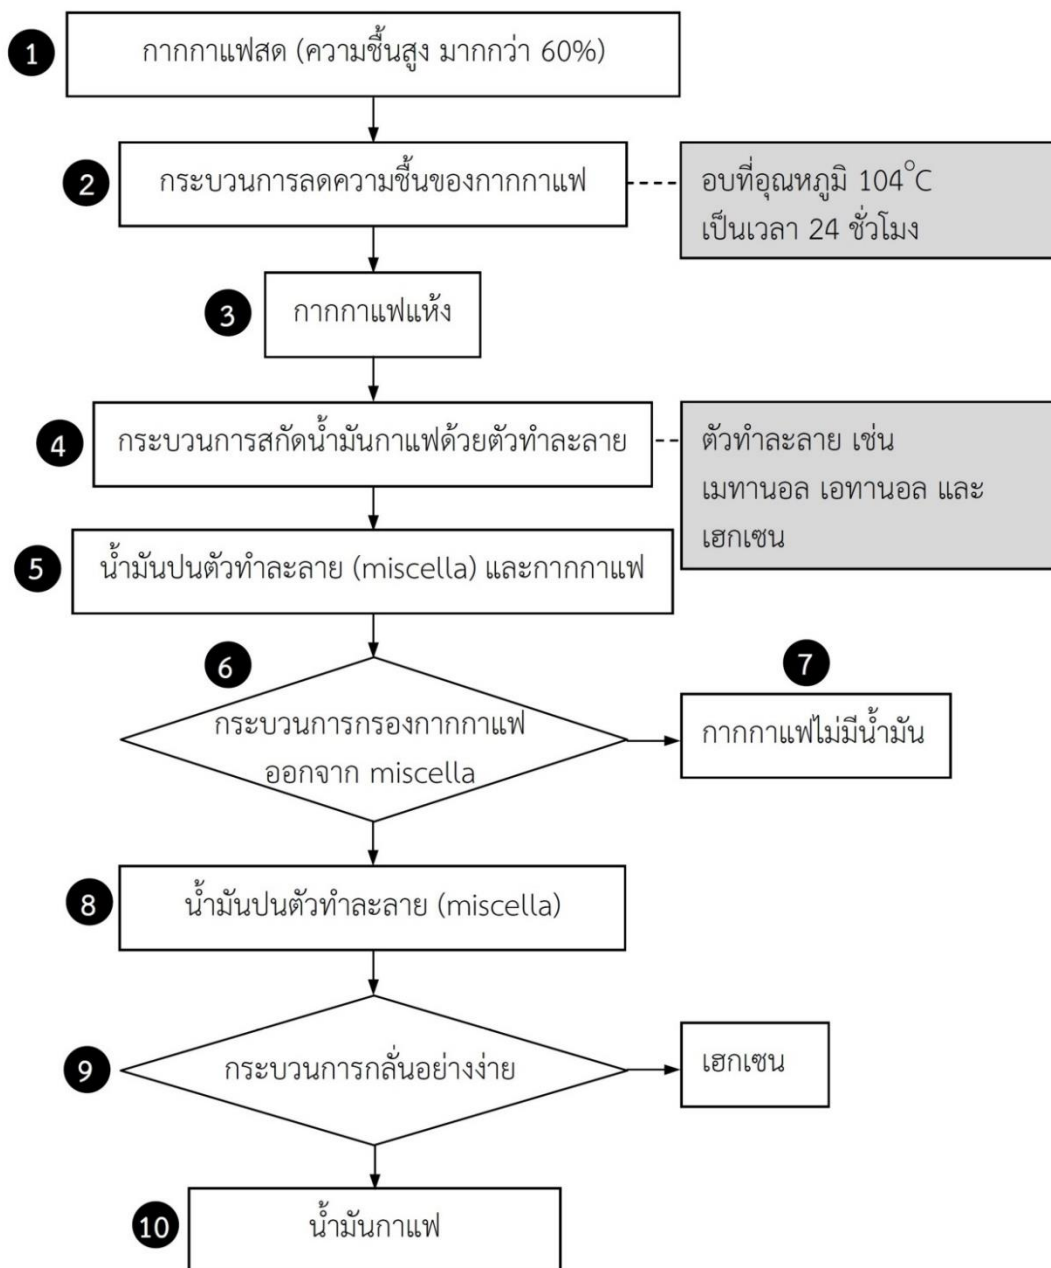 1
กากกาแฟสด (ความชื้นสูง มากกว่า 60%)
2
กระบวนการลดความชื้นของกากกาแฟ
อบที่อุณหภูมิ 104°C
เป็นเวลา 24 ชั่วโมง
3
กากกาแฟแห้ง
4
กระบวนการสกัดน้ำมันกาแฟด้วยตัวทำละลาย
ตัวทำละลาย เช่น
เมทานอล เอทานอล และ
เฮกเซน
5
น้ำมันปนตัวทำละลาย (miscella) และกากกาแฟ
6
กระบวนการกรองกากกาแฟ
ออกจาก miscella
7
กากกาแฟไม่มีน้ำมัน
8
น้ำมันปนตัวทำละลาย (miscella)
9
กระบวนการกลั่นอย่างง่าย
เฮกเซน
10
น้ำมันกาแฟ